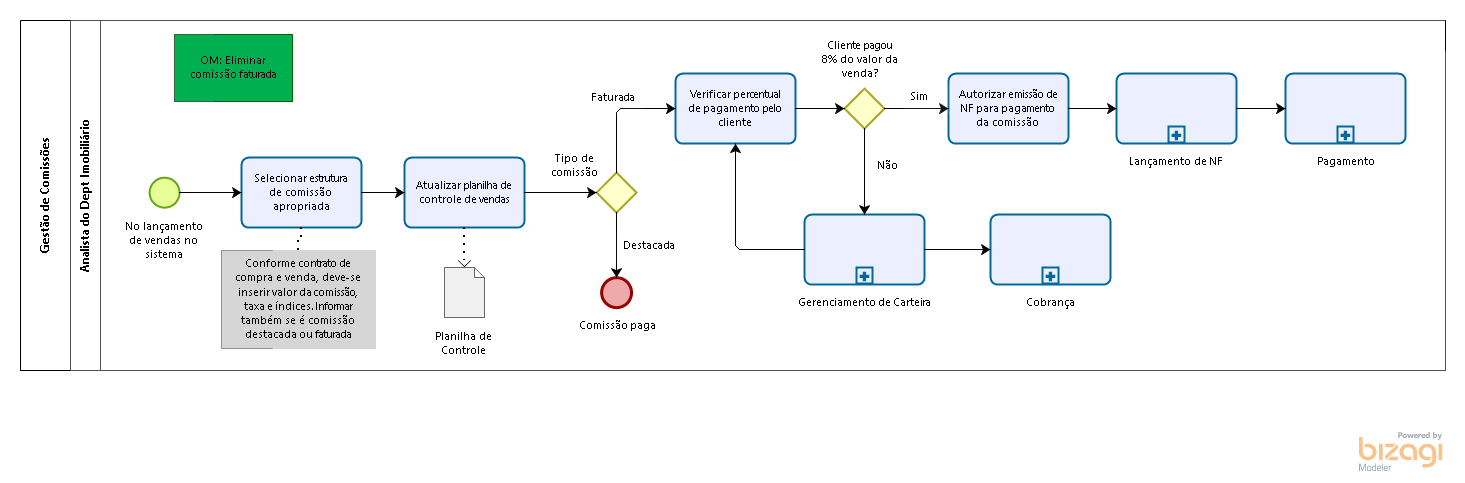 Gestão de Comissões
Analista do Dept Imobiliário
OM: Eliminar
comissão faturada
No lançamento
de vendas no
sistema
Selecionar estrutura
de comissão
apropriada
Conforme contrato de
compra e venda, deve-se
inserir valor da comissão,
taxa e índices. Informar
também se é comissão
destacada ou faturada
Atualizar planilha de
controle de vendas
Planilha de
Controle
Tipo de
comissão
Faturada
Destacada
Comissão paga
Verificar percentual
de pagamento pelo
cliente
Cliente pagou
8% do valor da
venda?
Sim
Não
Autorizar emissão de
NF para pagamento
da comissão
Lançamento de NF
Pagamento
Gerenciamento de Carteira
Cobrança
Powered by
bizagi
Modeler